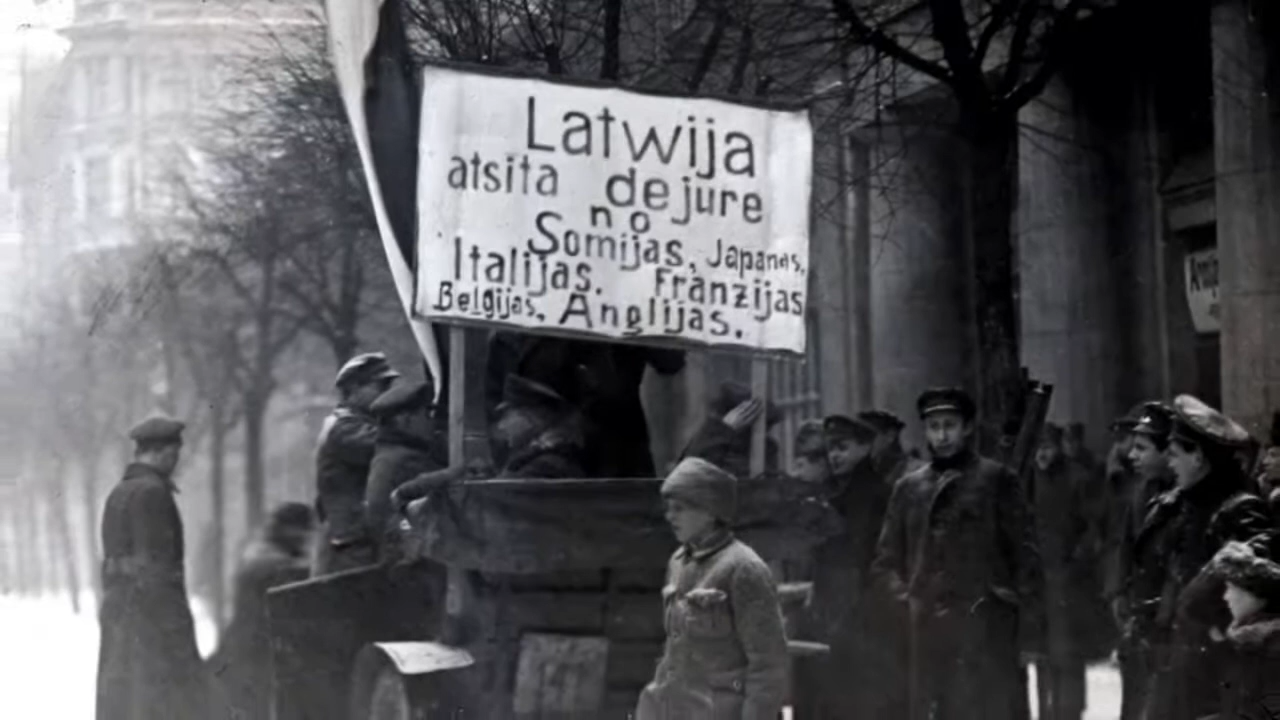 Latwija
atsita dejure
no
Somijas, Japanas,
Italijas. Franzijas
Belgijas, Anglijas.